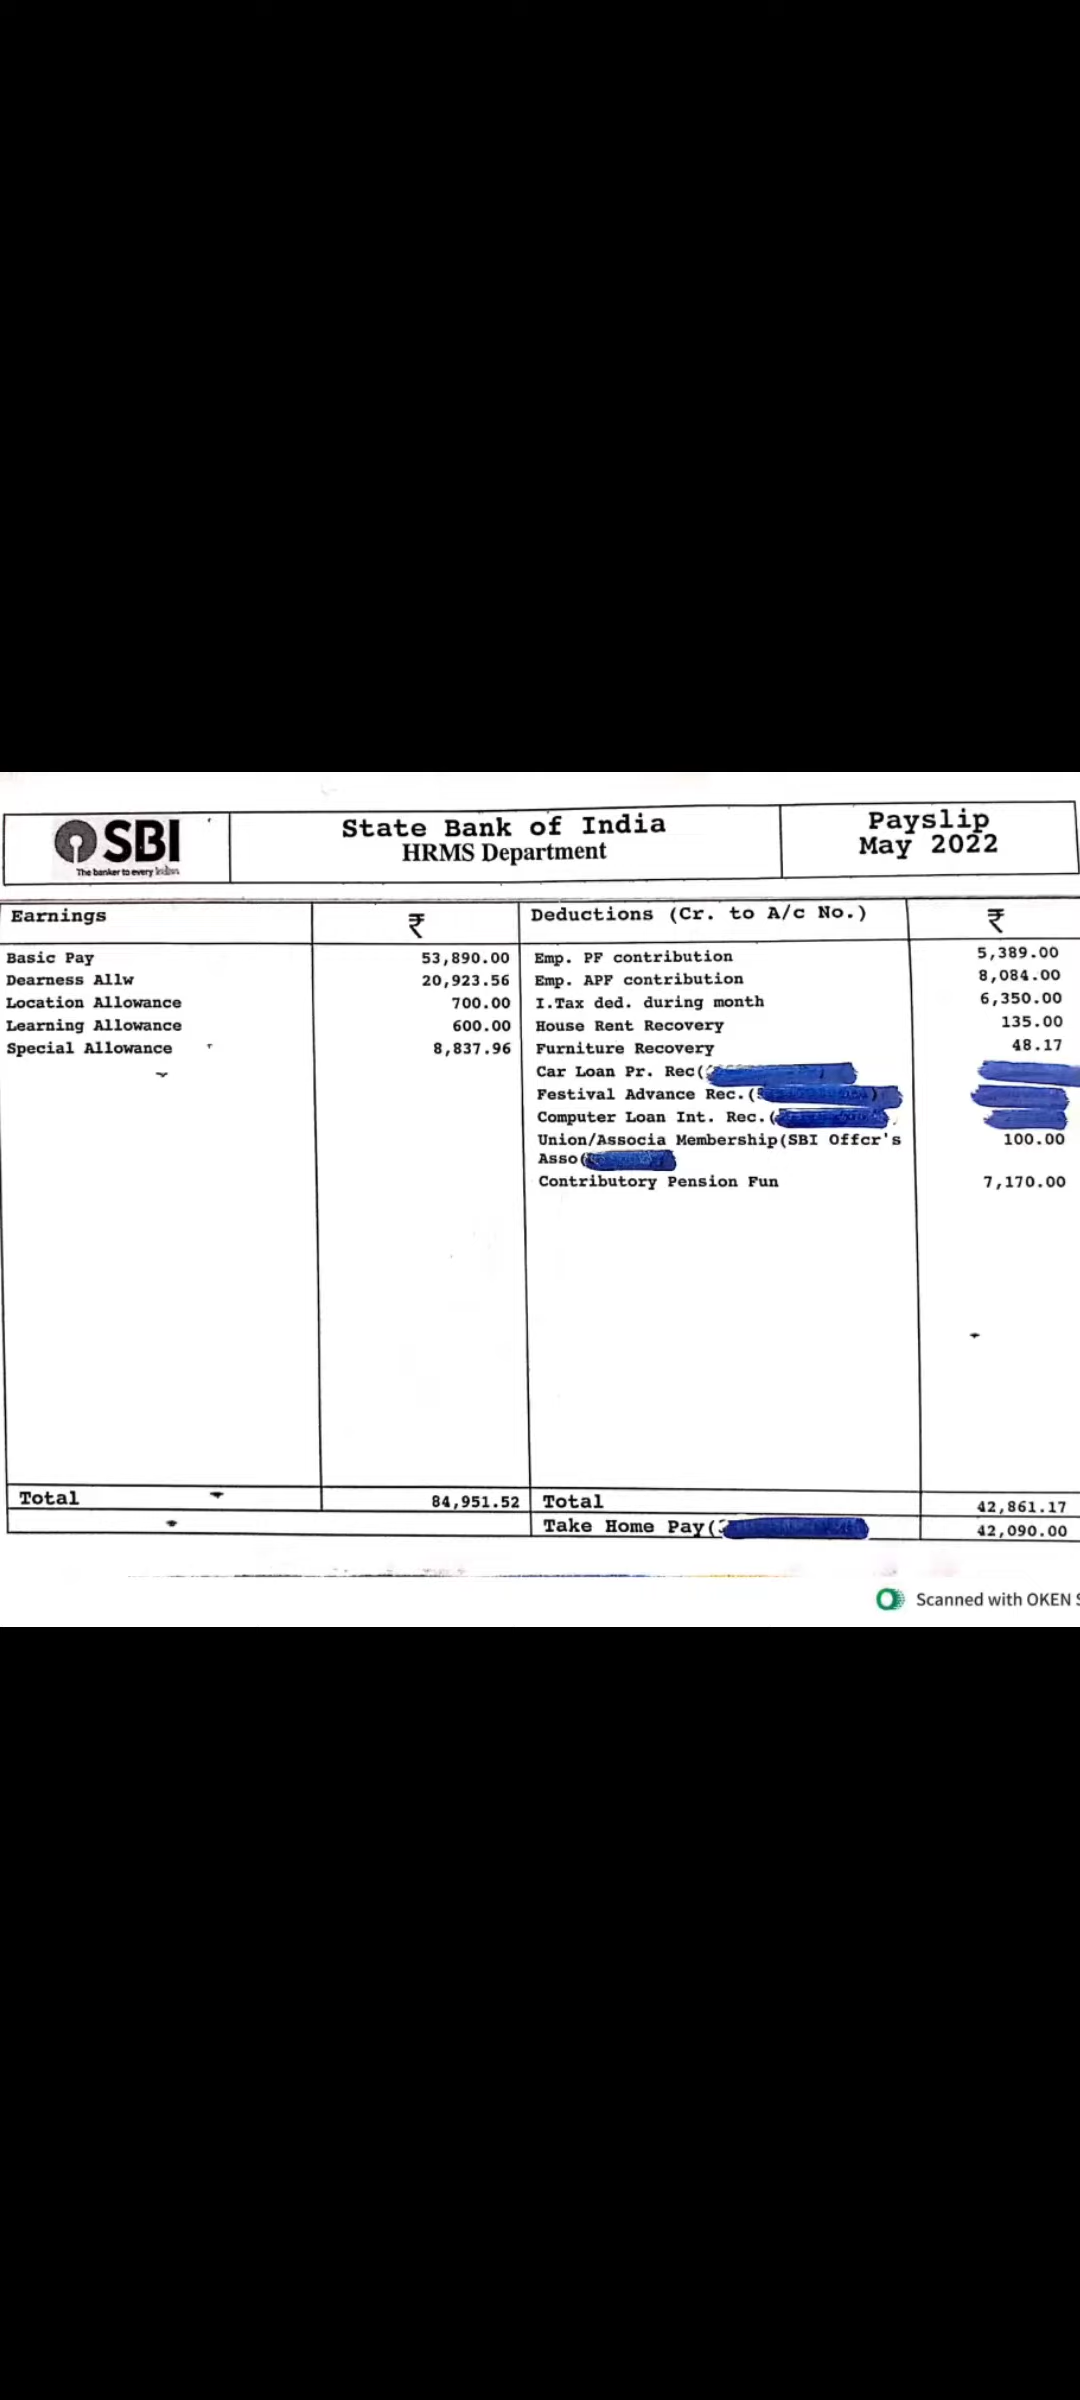 SBI
The banker to every Indian
State Bank of India
HRMS Department
Payslip
May 2022
Earnings ₹ Deductions (Cr. to A/c No.) ₹
Basic Pay 53,890.00 Emp. PF contribution 5,389.00
Dearness Allw 20,923.56 Emp. APF contribution 8,084.00
Location Allowance 700.00 I.Tax ded. during month 6,350.00
Learning Allowance 600.00 House Rent Recovery 135.00
Special Allowance 8,837.96 Furniture Recovery 48.17
Car Loan Pr. Rec(
Festival Advance Rec.( )
Computer Loan Int. Rec.(
Union/Associa Membership(SBI Offcr's 100.00
Asso(
Contributory Pension Fun 7,170.00
Total 84,951.52 Total 42,861.17
Take Home Pay( 42,090.00
Scanned with OKEN S